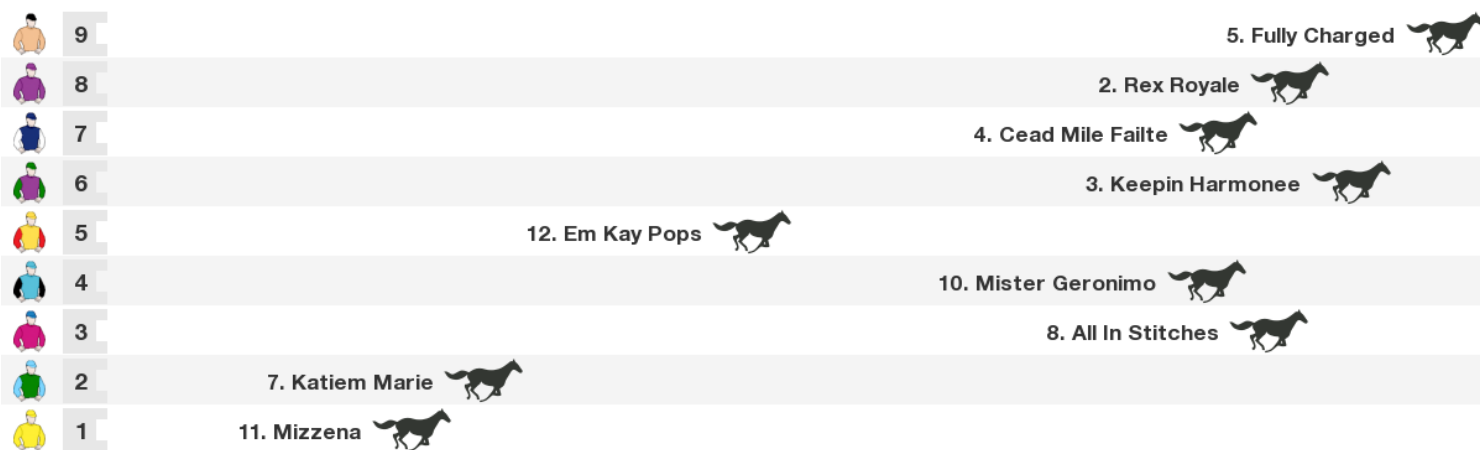 9 5. Fully Charged
8 2. Rex Royale
7 4. Cead Mile Failte
6 3. Keepin Harmonee
5 12. Em Kay Pops
4 10. Mister Geronimo
3 8. All In Stitches
2 7. Katiem Marie
1 11. Mizzena